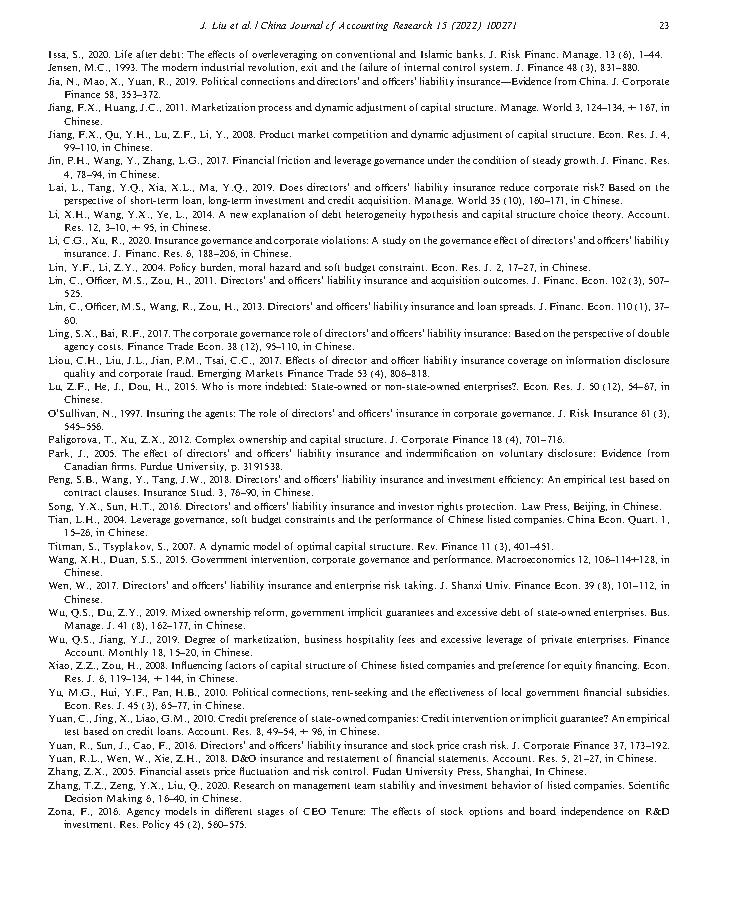 J. Liu et al. / China Journal of Accounting Research 15 (2022) 100271
23
Issa, S., 2020. Life after debt: The effects of overleveraging on conventional and Islamic banks. J. Risk Financ. Manage. 13 (6), 1–44.
Jensen, M.C., 1993. The modern industrial revolution, exit and the failure of internal control system. J. Finance 48 (3), 831–880.
Jia, N., Mao, X., Yuan, R., 2019. Political connections and directors' and officers' liability insurance—Evidence from China. J. Corporate
Finance 58, 353–372.
Jiang, F.X., Huang, J.C., 2011. Marketization process and dynamic adjustment of capital structure. Manage. World 3, 124–134, + 167, in
Chinese.
Jiang, F.X., Qu, Y.H., Lu, Z.F., Li, Y., 2008. Product market competition and dynamic adjustment of capital structure. Econ. Res. J. 4,
99–110, in Chinese.
Jin, P.H., Wang, Y., Zhang, L.G., 2017. Financial friction and leverage governance under the condition of steady growth. J. Financ. Res.
4, 78–94, in Chinese.
Lai, L., Tang, Y.Q., Xia, X.L., Ma, Y.Q., 2019. Does directors' and officers' liability insurance reduce corporate risk? Based on the
perspective of short-term loan, long-term investment and credit acquisition. Manage. World 35 (10), 160–171, in Chinese.
Li, X.H., Wang, Y.X., Ye, L., 2014. A new explanation of debt heterogeneity hypothesis and capital structure choice theory. Account.
Res. 12, 3–10, + 95, in Chinese.
Li, C.G., Xu, R., 2020. Insurance governance and corporate violations: A study on the governance effect of directors' and officers' liability
insurance. J. Financ. Res. 6, 188–206, in Chinese.
Lin, Y.F., Li, Z.Y., 2004. Policy burden, moral hazard and soft budget constraint. Econ. Res. J. 2, 17–27, in Chinese.
Lin, C., Officer, M.S., Zou, H., 2011. Directors' and officers' liability insurance and acquisition outcomes. J. Financ. Econ. 102 (3), 507–
525.
Lin, C., Officer, M.S., Wang, R., Zou, H., 2013. Directors' and officers' liability insurance and loan spreads. J. Financ. Econ. 110 (1), 37–
60.
Ling, S.X., Bai, R.F., 2017. The corporate governance role of directors' and officers' liability insurance: Based on the perspective of double
agency costs. Finance Trade Econ. 38 (12), 95–110, in Chinese.
Liou, C.H., Liu, J.L., Jian, P.M., Tsai, C.C., 2017. Effects of director and officer liability insurance coverage on information disclosure
quality and corporate fraud. Emerging Markets Finance Trade 53 (4), 806–818.
Lu, Z.F., He, J., Dou, H., 2015. Who is more indebted: State-owned or non-state-owned enterprises?. Econ. Res. J. 50 (12), 54–67, in
Chinese.
O'Sullivan, N., 1997. Insuring the agents: The role of directors' and officers' insurance in corporate governance. J. Risk Insurance 61 (3),
545–556.
Paligorova, T., Xu, Z.X., 2012. Complex ownership and capital structure. J. Corporate Finance 18 (4), 701–716.
Park, J., 2005. The effect of directors' and officers' liability insurance and indemnification on voluntary disclosure: Evidence from
Canadian firms. Purdue University, p. 3191538.
Peng, S.B., Wang, Y., Tang, J.W., 2018. Directors' and officers' liability insurance and investment efficiency: An empirical test based on
contract clauses. Insurance Stud. 3, 76–90, in Chinese.
Song, Y.X., Sun, H.T., 2016. Directors' and officers' liability insurance and investor rights protection. Law Press, Beijing, in Chinese.
Tian, L.H., 2004. Leverage governance, soft budget constraints and the performance of Chinese listed companies. China Econ. Quart. 1,
15–26, in Chinese.
Titman, S., Tsyplakov, S., 2007. A dynamic model of optimal capital structure. Rev. Finance 11 (3), 401–451.
Wang, X.H., Duan, S.S., 2015. Government intervention, corporate governance and performance. Macroeconomics 12, 106–114+128, in
Chinese.
Wen, W., 2017. Directors' and officers' liability insurance and enterprise risk taking. J. Shanxi Univ. Finance Econ. 39 (8), 101–112, in
Chinese.
Wu, Q.S., Du, Z.Y., 2019. Mixed ownership reform, government implicit guarantees and excessive debt of state-owned enterprises. Bus.
Manage. J. 41 (8), 162–177, in Chinese.
Wu, Q.S., Jiang, Y.J., 2019. Degree of marketization, business hospitality fees and excessive leverage of private enterprises. Finance
Account. Monthly 18, 15–20, in Chinese.
Xiao, Z.Z., Zou, H., 2008. Influencing factors of capital structure of Chinese listed companies and preference for equity financing. Econ.
Res. J. 6, 119–134, + 144, in Chinese.
Yu, M.G., Hui, Y.F., Pan, H.B., 2010. Political connections, rent-seeking and the effectiveness of local government financial subsidies.
Econ. Res. J. 45 (3), 65–77, in Chinese.
Yuan, C., Jing, X., Liao, G.M., 2010. Credit preference of state-owned companies: Credit intervention or implicit guarantee? An empirical
test based on credit loans. Account. Res. 8, 49–54, + 96, in Chinese.
Yuan, R., Sun, J., Cao, F., 2016. Directors' and officers' liability insurance and stock price crash risk. J. Corporate Finance 37, 173–192.
Yuan, R.L., Wen, W., Xie, Z.H., 2018. D&O insurance and restatement of financial statements. Account. Res. 5, 21–27, in Chinese.
Zhang, Z.X., 2005. Financial assets price fluctuation and risk control. Fudan University Press, Shanghai, In Chinese.
Zhang, T.Z., Zeng, Y.X., Liu, Q., 2020. Research on management team stability and investment behavior of listed companies. Scientific
Decision Making 6, 16–40, in Chinese.
Zona, F., 2016. Agency models in different stages of CEO Tenure: The effects of stock options and board independence on R&D
investment. Res. Policy 45 (2), 560–575.